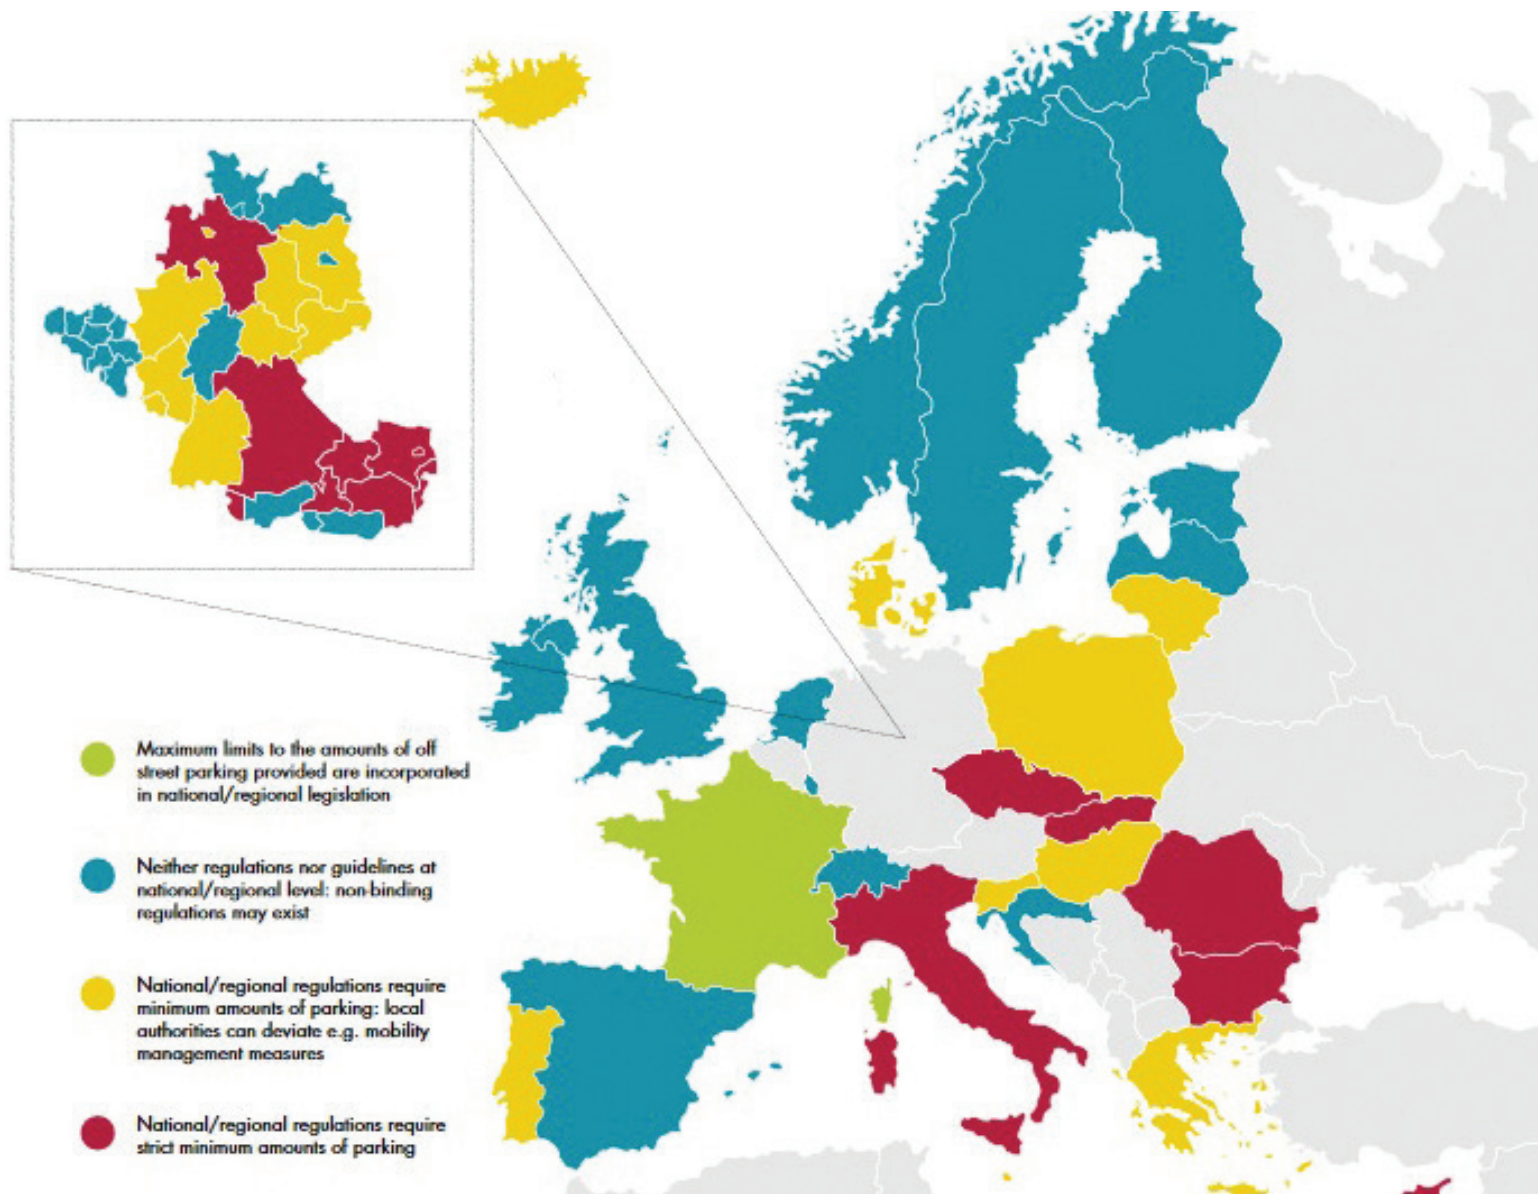 Maximum limits to the amounts of off
street parking provided are incorporated
in national/regional legislation
Neither regulations nor guidelines at
national/regional level: non-binding
regulations may exist
National/regional regulations require
minimum amounts of parking: local
authorities can deviate e.g. mobility
management measures
National/regional regulations require
strict minimum amounts of parking